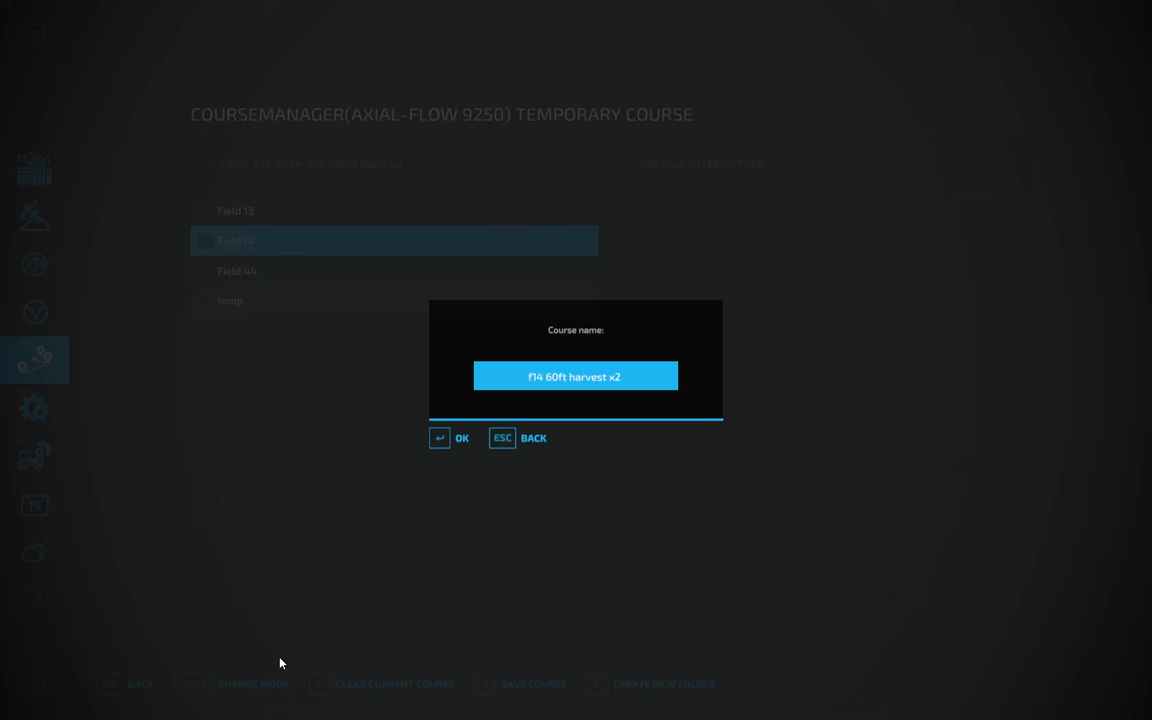 COURSEMANAGER(AXIAL-FLOW 9250) TEMPORARY COURSE
Field 13
Field 14
Field 44
temp
Course name:
f14 60ft harvest x2
OK
ESC BACK
15
BACK
CHANGE MODE
CLEAR CURRENT COURSE
SAVE COURSE
CREATE NEW FOLDER